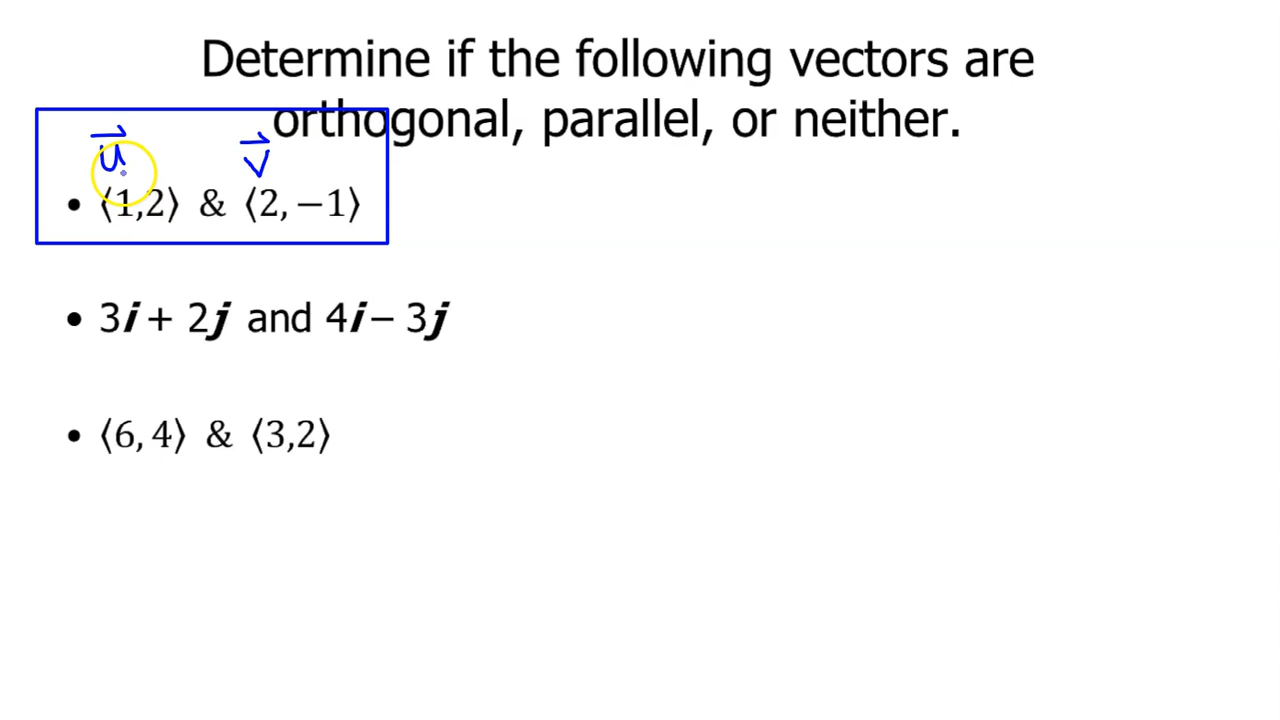 Determine if the following vectors are
orthogonal, parallel, or neither.
u⃗ v⃗
• ⟨1,2⟩ & ⟨2, −1⟩
• 3i + 2j and 4i – 3j
• ⟨6, 4⟩ & ⟨3,2⟩